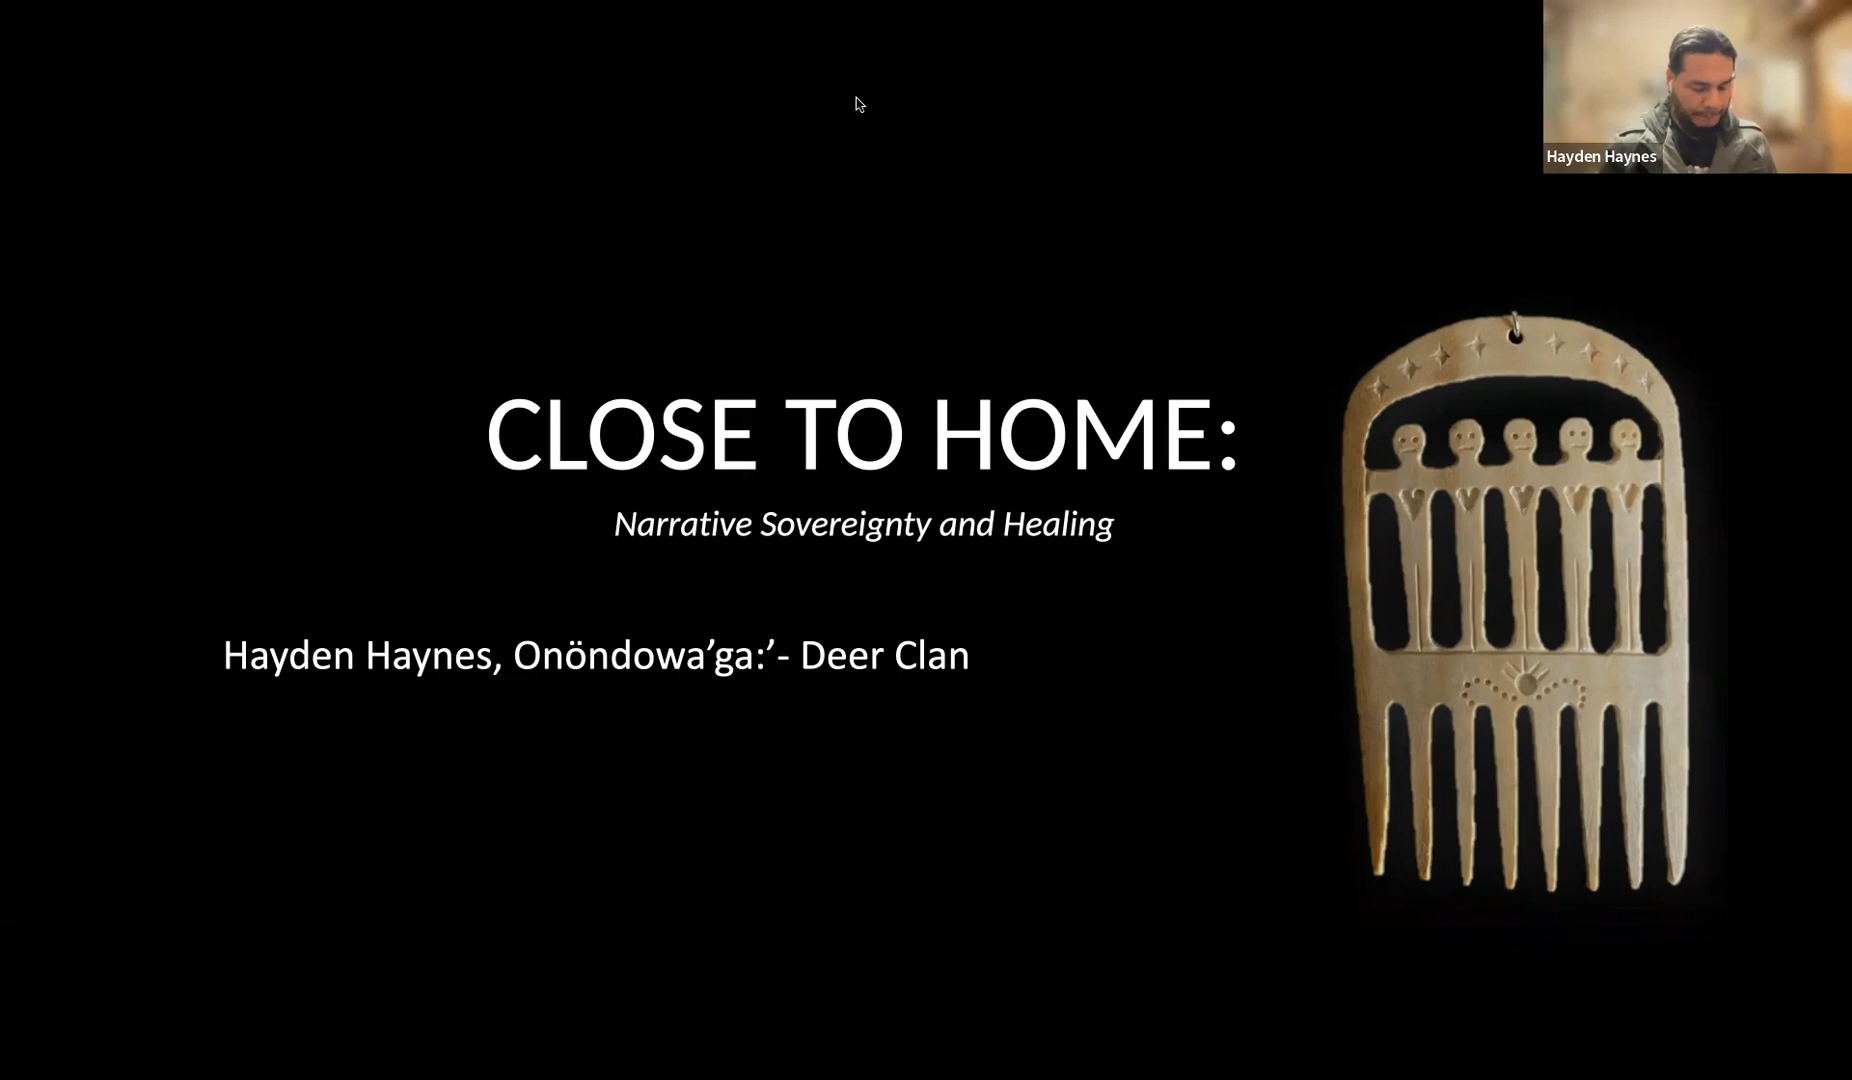 Hayden Haynes
CLOSE TO HOME:
Narrative Sovereignty and Healing
Hayden Haynes, Onöndowa’ga:’- Deer Clan